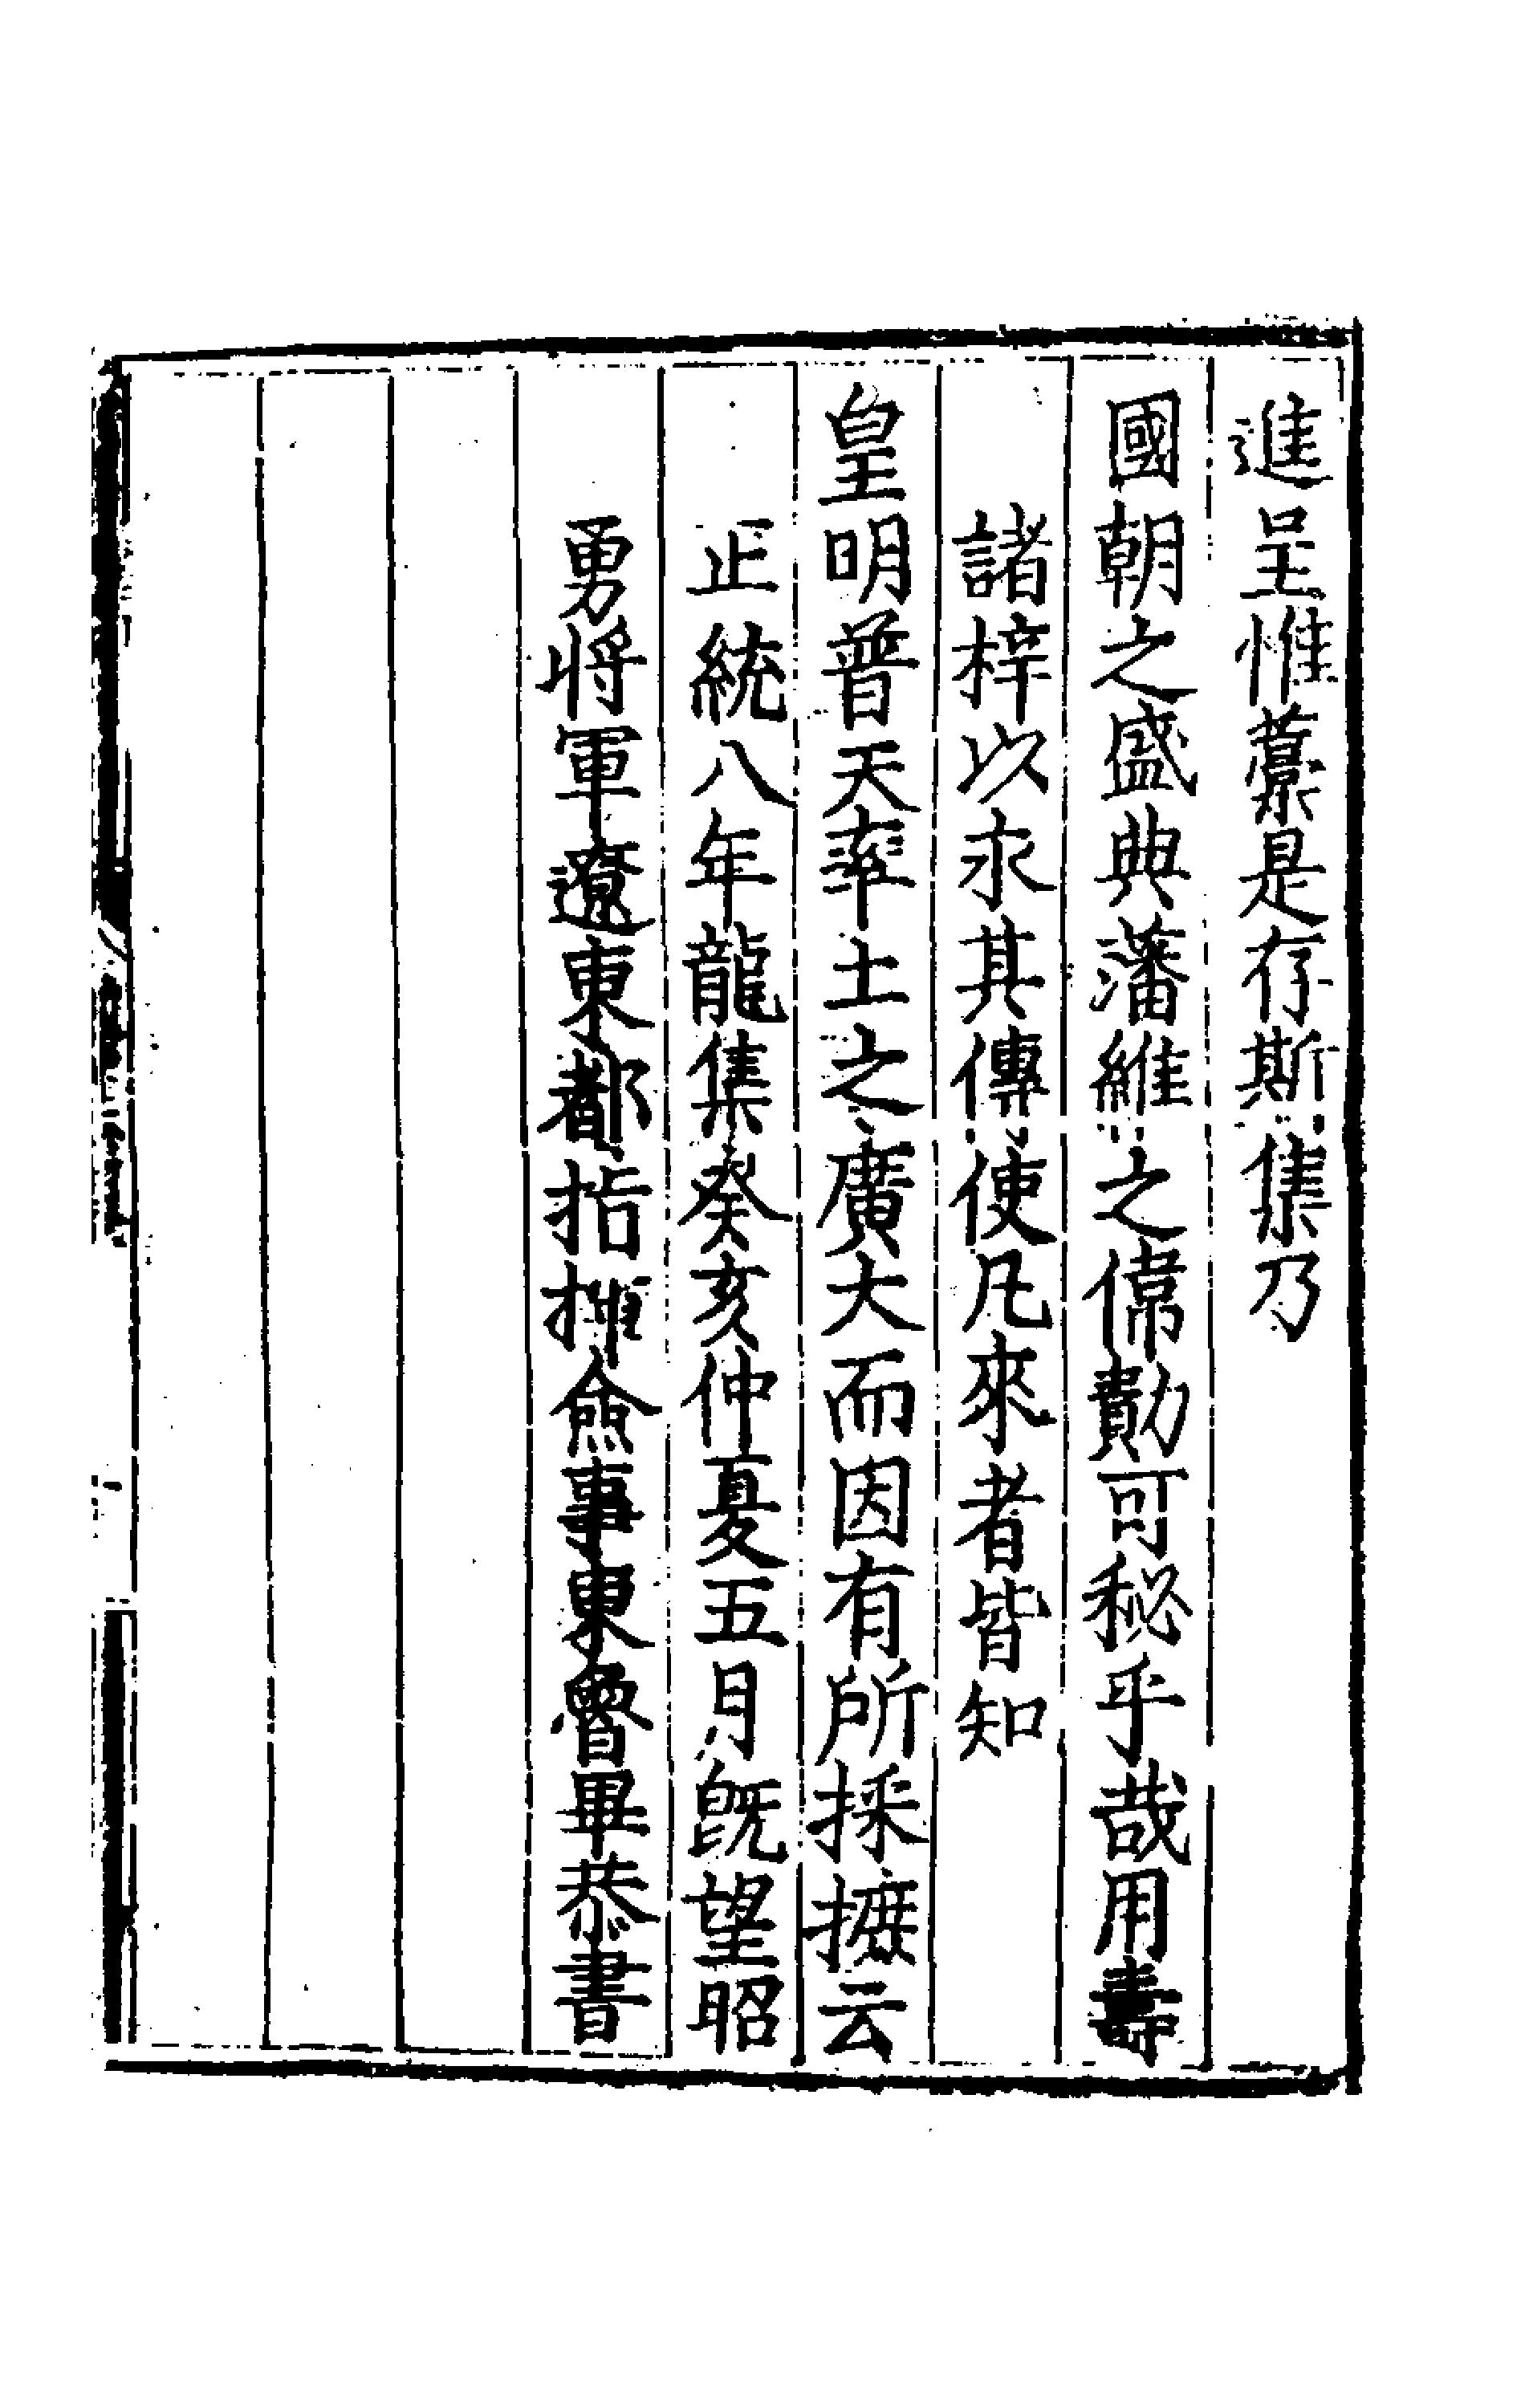 進呈惟藁是存斯集乃
國朝之盛典藩維之偉勣可秘乎哉用壽
諸梓以永其傳使凡來者皆知
皇明普天率土之廣大而因有所採摭云
正統八年龍集癸亥仲夏五月旣望昭
勇將軍遼東都指揮僉事東魯畢恭書